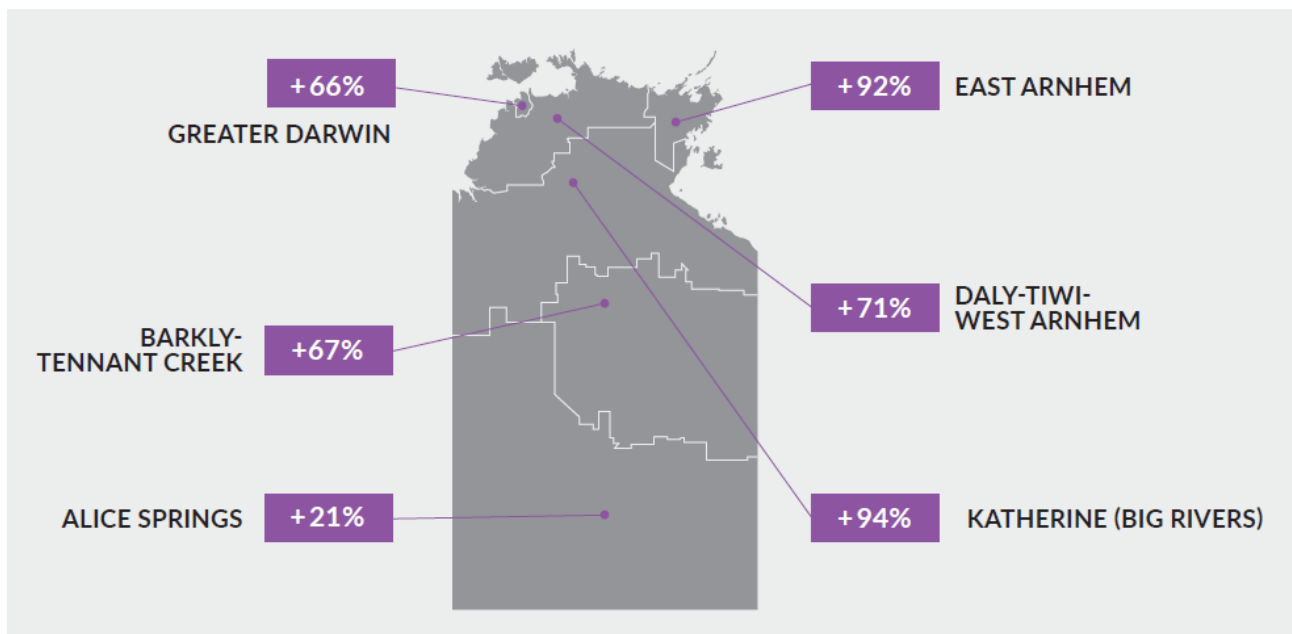 +66%
GREATER DARWIN
+92%
EAST ARNHEM
+71%
DALY-TIWI-
WEST ARNHEM
BARKLY-
TENNANT CREEK
+67%
ALICE SPRINGS
+21%
+94%
KATHERINE (BIG RIVERS)